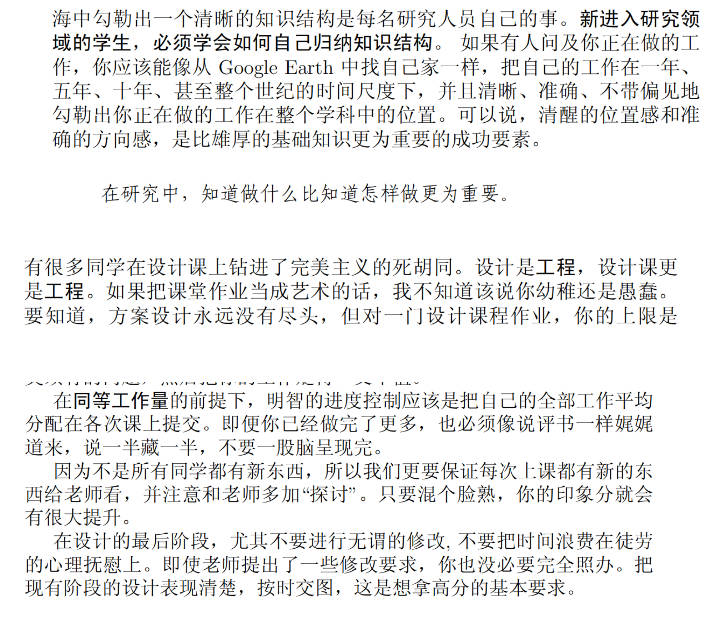 海中勾勒出一个清晰的知识结构是每名研究人员自己的事。新进入研究领
域的学生，必须学会如何自己归纳知识结构。 如果有人问及你正在做的工
作，你应该能像从 Google Earth 中找自己家一样，把自己的工作在一年、
五年、十年、甚至整个世纪的时间尺度下，并且清晰、准确、不带偏见地
勾勒出你正在做的工作在整个学科中的位置。可以说，清醒的位置感和准
确的方向感，是比雄厚的基础知识更为重要的成功要素。
在研究中，知道做什么比知道怎样做更为重要。
有很多同学在设计课上钻进了完美主义的死胡同。设计是工程，设计课更
是工程。如果把课堂作业当成艺术的话，我不知道该说你幼稚还是愚蠢。
要知道，方案设计永远没有尽头，但对一门设计课程作业，你的上限是
在同等工作量的前提下，明智的进度控制应该是把自己的全部工作平均
分配在各次课上提交。即便你已经做完了更多，也必须像说评书一样娓娓
道来，说一半藏一半，不要一股脑呈现完。
因为不是所有同学都有新东西，所以我们更要保证每次上课都有新的东
西给老师看，并注意和老师多加“探讨”。只要混个脸熟，你的印象分就会
有很大提升。
在设计的最后阶段，尤其不要进行无谓的修改, 不要把时间浪费在徒劳
的心理抚慰上。即使老师提出了一些修改要求，你也没必要完全照办。把
现有阶段的设计表现清楚，按时交图，这是想拿高分的基本要求。